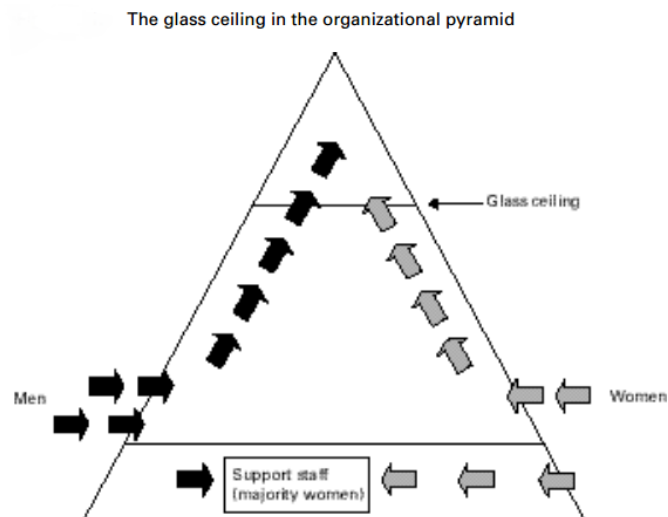 The glass ceiling in the organizational pyramid
Glass ceiling
Men
Women
Support staff
(majority women)